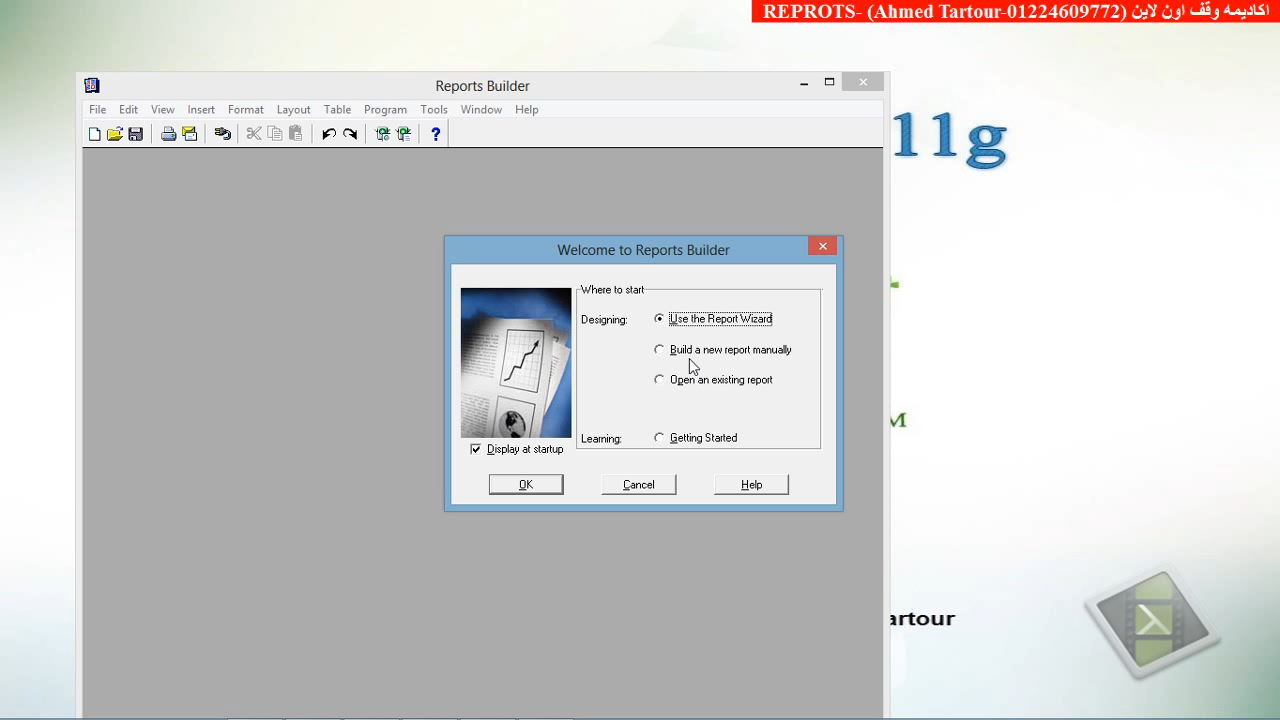 REPROTS- (Ahmed Tartour-01224609772) اكاديمه وقف اون لاين
Reports Builder
File Edit View Insert Format Layout Table Program Tools Window Help
11g
Welcome to Reports Builder
Where to start
Designing:
Use the Report Wizard
Build a new report manually
Open an existing report
Learning:
Getting Started
Display at startup
OK Cancel Help
M
artour